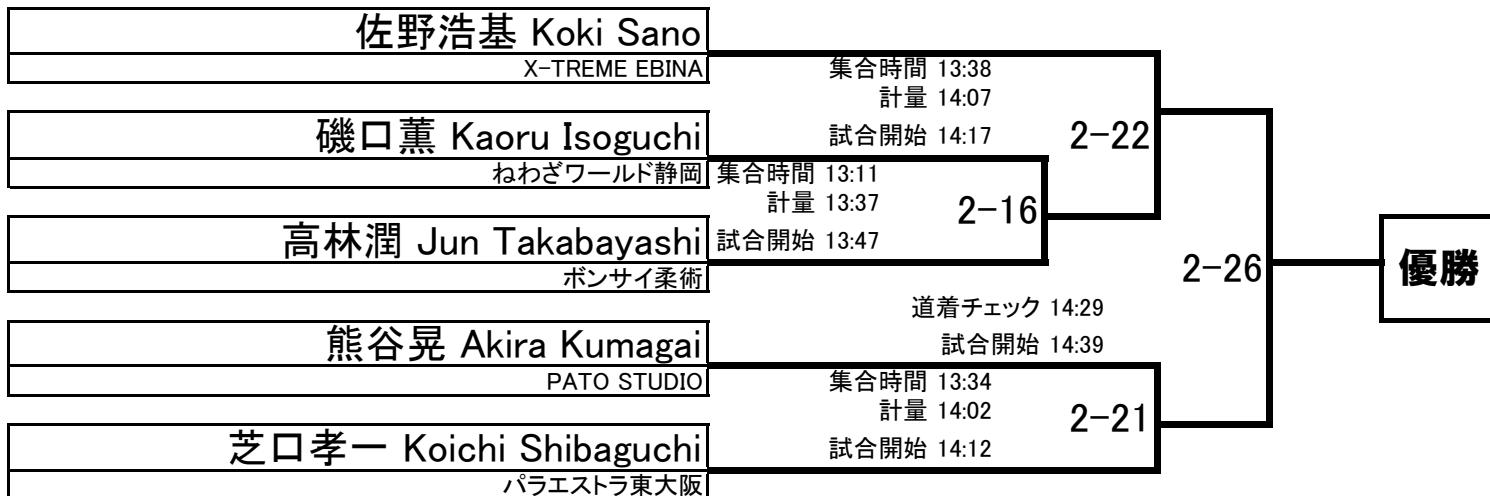 佐野浩基 Koki Sano
X-TREME EBINA
集合時間 13:38
計量 14:07
試合開始 14:17
2-22
磯口薫 Kaoru Isoguchi
ねわざワールド静岡
集合時間 13:11
計量 13:37
試合開始 13:47
2-16
高林潤 Jun Takabayashi
ボンサイ柔術
2-26
優勝
道着チェック 14:29
試合開始 14:39
熊谷晃 Akira Kumagai
PATO STUDIO
集合時間 13:34
計量 14:02
試合開始 14:12
2-21
芝口孝一 Koichi Shibaguchi
パラエストラ東大阪